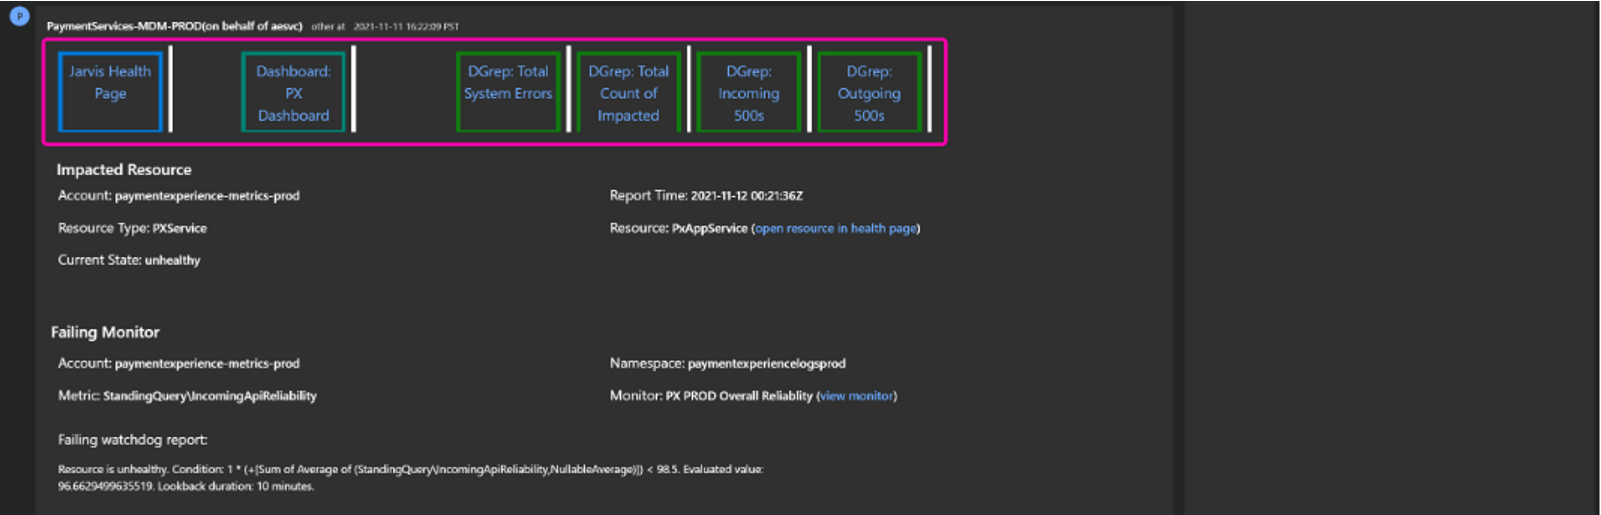 P
PaymentServices-MDM-PROD(on behalf of aesvc) other at 2021-11-11 16:22:09 PST
Jarvis Health
Page
Dashboard:
PX
Dashboard
DGrep: Total
System Errors
DGrep: Total
Count of
Impacted
DGrep:
Incoming
500s
DGrep:
Outgoing
500s
Impacted Resource
Account: paymentexperience-metrics-prod
Report Time: 2021-11-12 00:21:36Z
Resource Type: PXService
Resource: PxAppService (open resource in health page)
Current State: unhealthy
Failing Monitor
Account: paymentexperience-metrics-prod
Namespace: paymentexperiencelogsprod
Metric: StandingQuery\IncomingApiReliability
Monitor: PX PROD Overall Reliablity (view monitor)
Failing watchdog report:
Resource is unhealthy. Condition: 1 * (+[Sum of Average of (StandingQuery\IncomingApiReliability,NullableAverage)]) < 98.5. Evaluated value:
96.6629499635519. Lookback duration: 10 minutes.